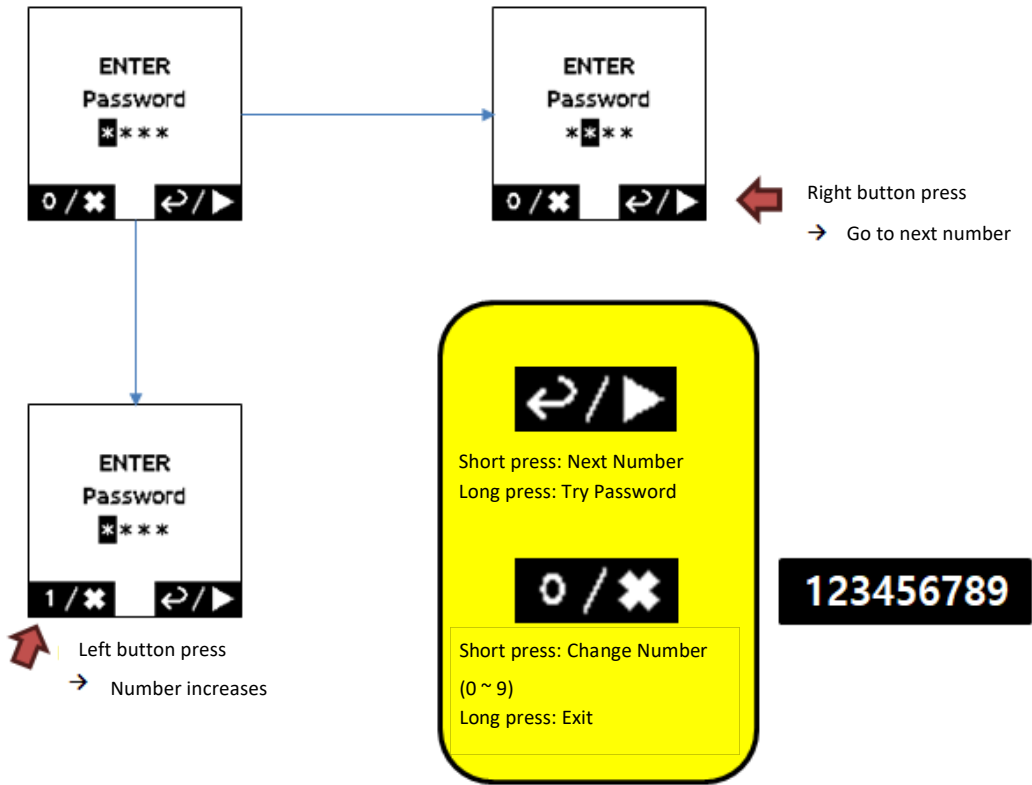 ENTER
Password
****
0 / ✖ ↩ / ▶
ENTER
Password
****
0 / ✖ ↩ / ▶
Right button press
→ Go to next number
ENTER
Password
****
1 / ✖ ↩ / ▶
Left button press
→ Number increases
↩ / ▶
Short press: Next Number
Long press: Try Password
0 / ✖
Short press: Change Number
(0 ~ 9)
Long press: Exit
123456789